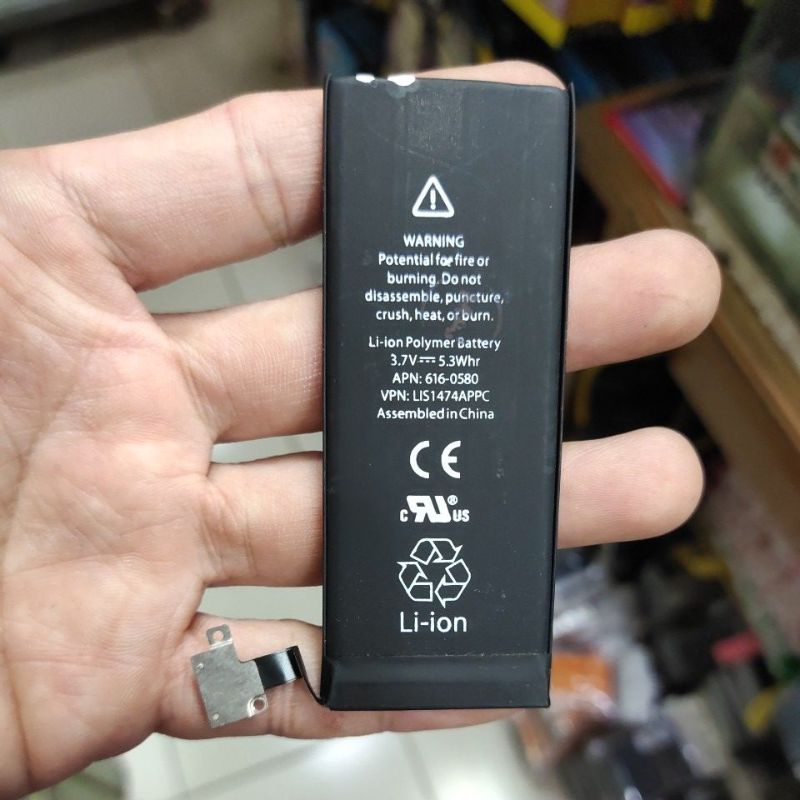 WARNING
Potential for fire or
burning. Do not
disassemble, puncture,
crush, heat, or burn.
Li-ion Polymer Battery
3.7V⎓5.3Whr
APN: 616-0580
VPN: LIS1474APPC
Assembled in China
CE
c RU® US
Li-ion